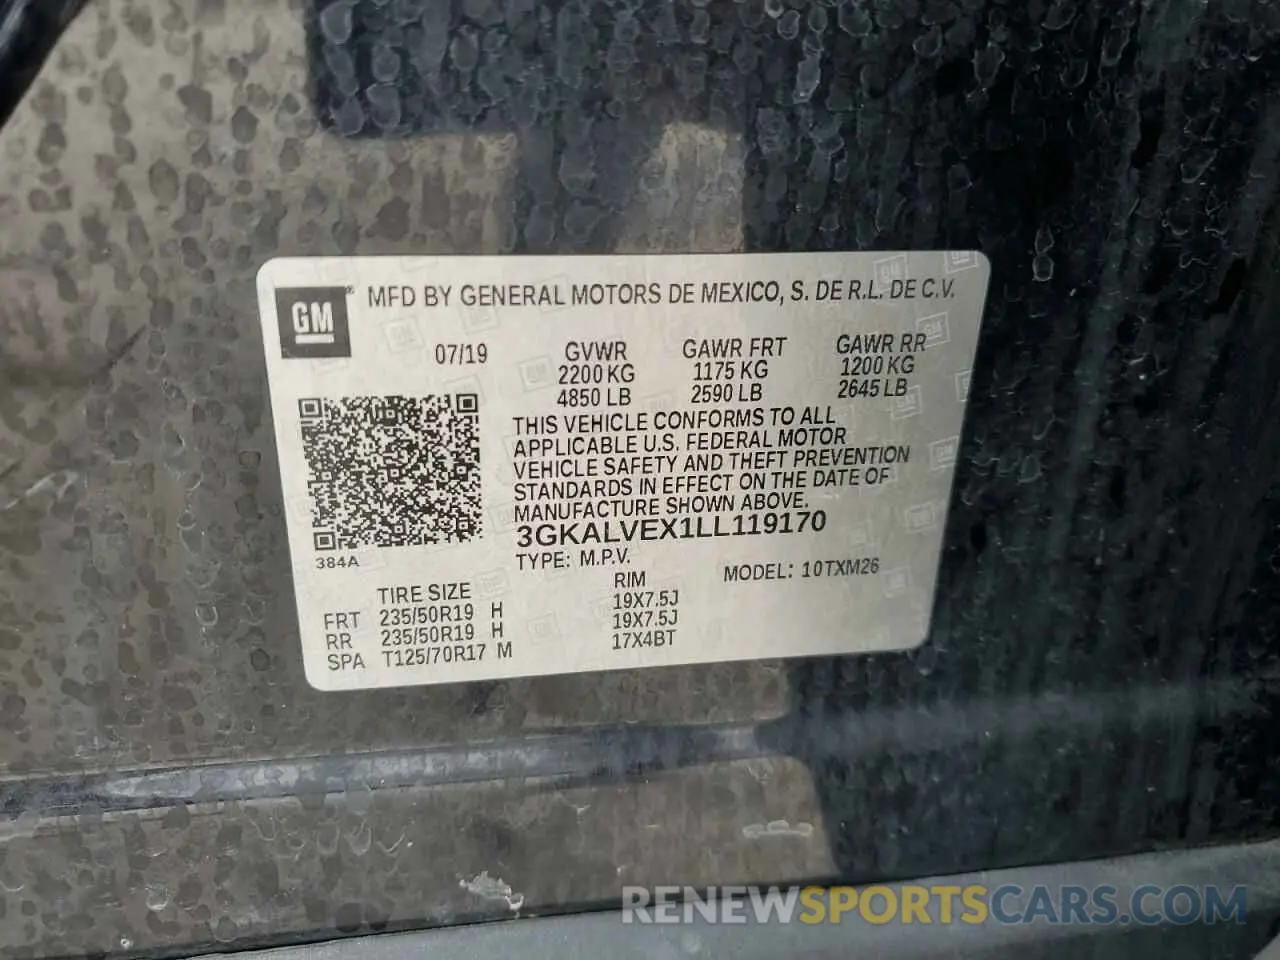 GM® MFD BY GENERAL MOTORS DE MEXICO, S. DE R.L. DE C.V.
07/19 GVWR GAWR FRT GAWR RR
2200 KG 1175 KG 1200 KG
4850 LB 2590 LB 2645 LB
THIS VEHICLE CONFORMS TO ALL
APPLICABLE U.S. FEDERAL MOTOR
VEHICLE SAFETY AND THEFT PREVENTION
STANDARDS IN EFFECT ON THE DATE OF
MANUFACTURE SHOWN ABOVE.
3GKALVEX1LL119170
384A TYPE: M.P.V. MODEL: 10TXM26
TIRE SIZE RIM
FRT 235/50R19 H 19X7.5J
RR 235/50R19 H 19X7.5J
SPA T125/70R17 M 17X4BT
RENEWSPORTSCARS.COM